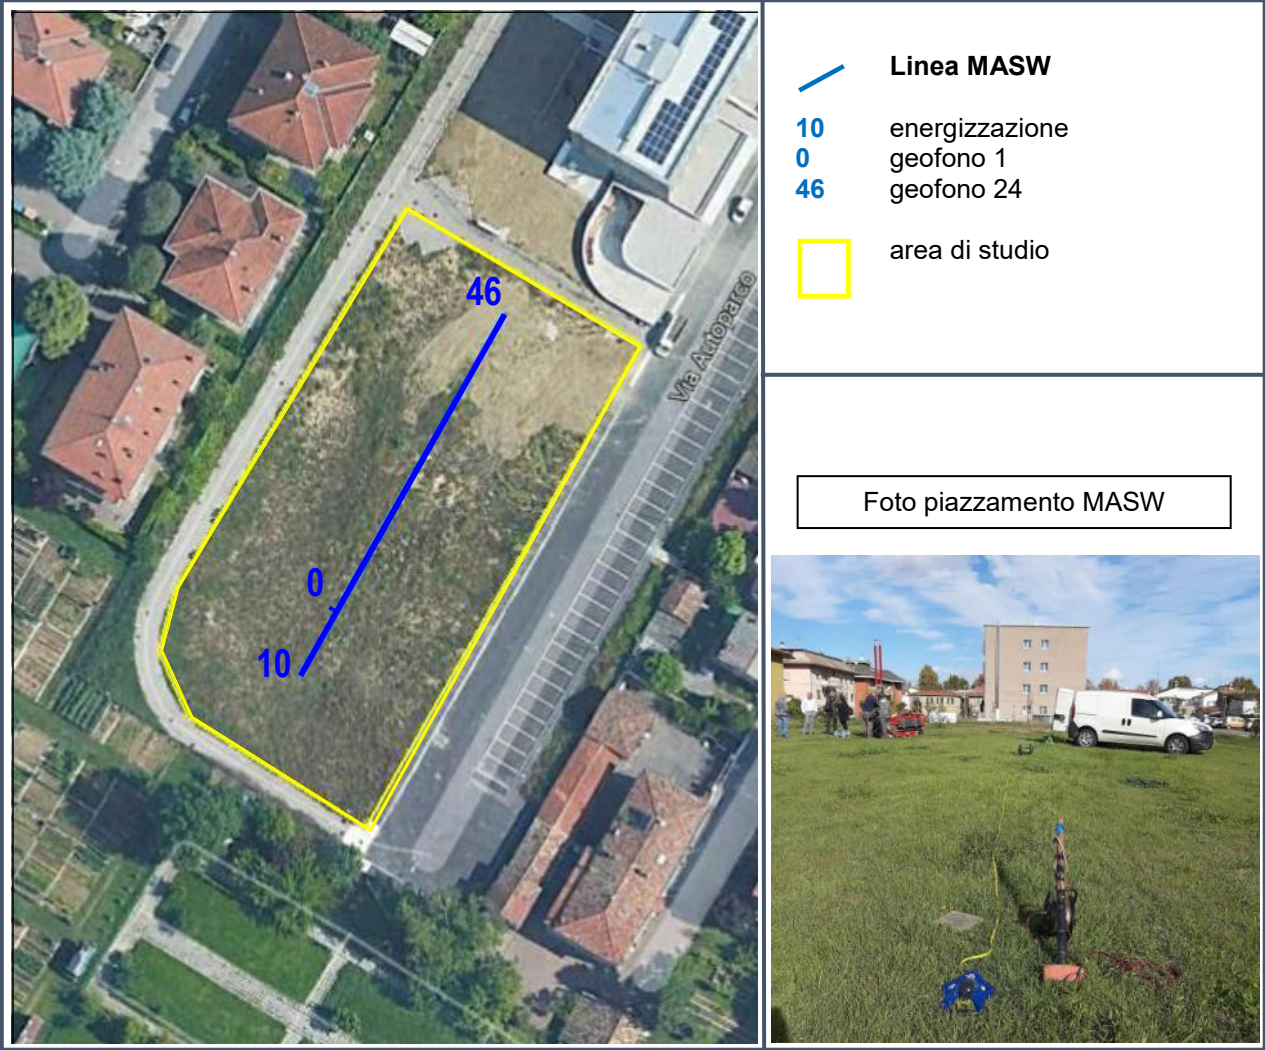 46
Via Autoparco
0
10
Linea MASW
10 energizzazione
0 geofono 1
46 geofono 24
area di studio
Foto piazzamento MASW